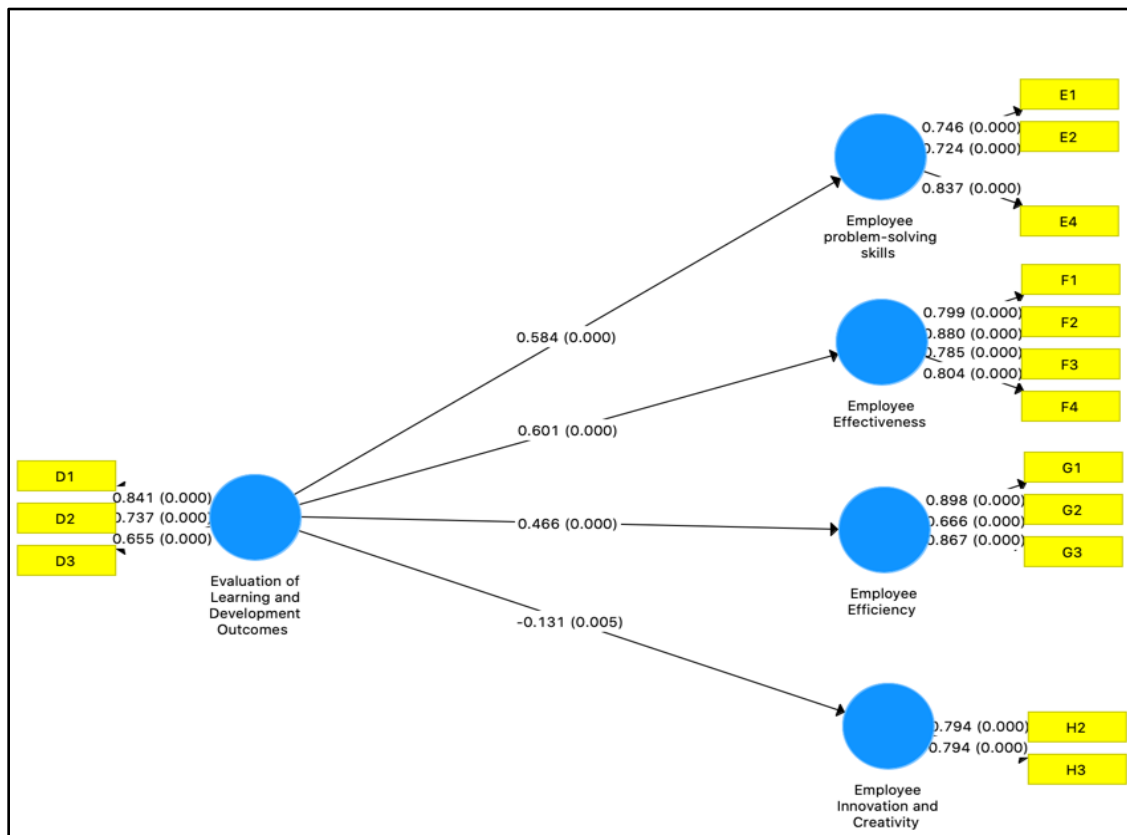 E1
0.746 (0.000)
E2
0.724 (0.000)
0.837 (0.000)
E4
Employee
problem-solving
skills
F1
0.799 (0.000)
F2
0.880 (0.000)
0.785 (0.000)
F3
0.804 (0.000)
F4
Employee
Effectiveness
0.584 (0.000)
0.601 (0.000)
D1
0.841 (0.000)
D2
0.737 (0.000)
0.655 (0.000)
D3
Evaluation of
Learning and
Development
Outcomes
0.466 (0.000)
-0.131 (0.005)
G1
0.898 (0.000)
G2
0.666 (0.000)
0.867 (0.000)
G3
Employee
Efficiency
0.794 (0.000)
H2
0.794 (0.000)
H3
Employee
Innovation and
Creativity